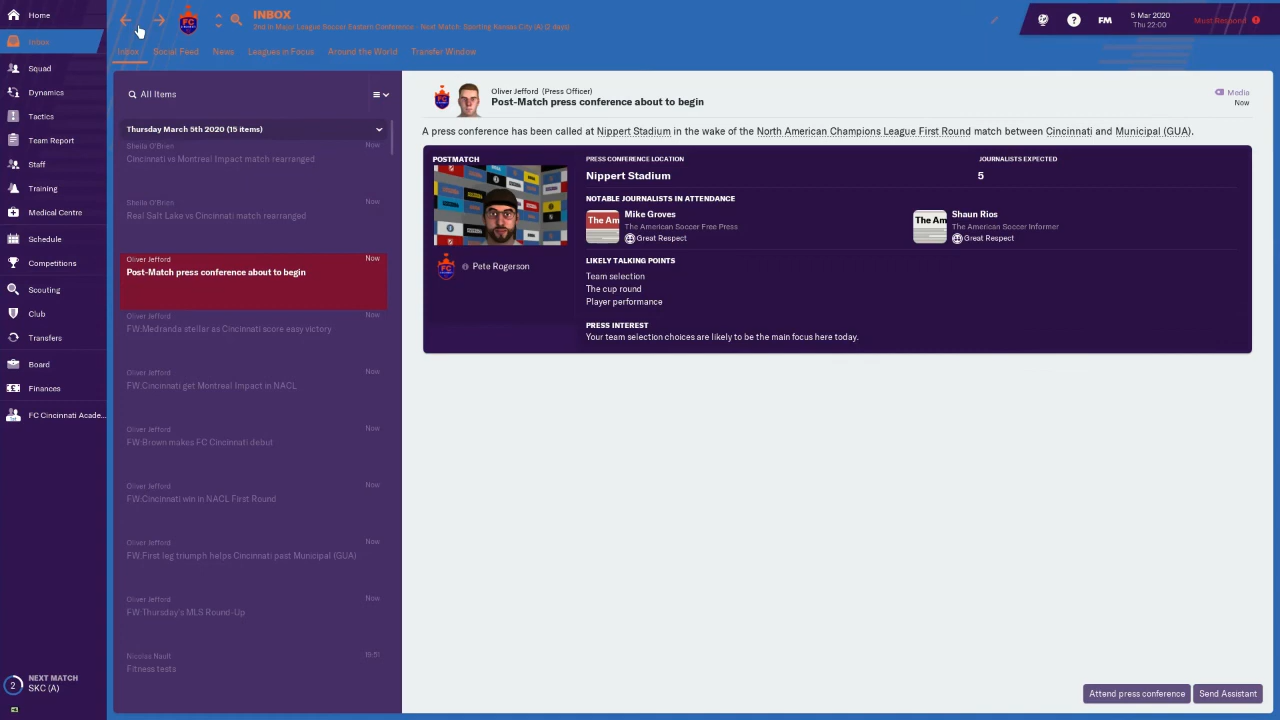 Home
Inbox
Squad
Dynamics
Tactics
Team Report
Staff
Training
Medical Centre
Schedule
Competitions
Scouting
Club
Transfers
Board
Finances
FC Cincinnati Acade...
NEXT MATCH
2 SKC (A)
INBOX
2nd in Major League Soccer Eastern Conference - Next Match: Sporting Kansas City (A) (2 days)
FM
5 Mar 2020
Thu 22:00
Must Respond
Inbox Social Feed News Leagues in Focus Around the World Transfer Window
All Items
Thursday March 5th 2020 (15 items)
Sheila O'Brien Now
Cincinnati vs Montreal Impact match rearranged
Sheila O'Brien Now
Real Salt Lake vs Cincinnati match rearranged
Oliver Jefford Now
Post-Match press conference about to begin
Oliver Jefford Now
FW:Medranda stellar as Cincinnati score easy victory
Oliver Jefford Now
FW:Cincinnati get Montreal Impact in NACL
Oliver Jefford Now
FW:Brown makes FC Cincinnati debut
Oliver Jefford Now
FW:Cincinnati win in NACL First Round
Oliver Jefford Now
FW:First leg triumph helps Cincinnati past Municipal (GUA)
Oliver Jefford Now
FW:Thursday's MLS Round-Up
Nicolas Nault 19:51
Fitness tests
Oliver Jefford (Press Officer)
Post-Match press conference about to begin
Media
Now
A press conference has been called at Nippert Stadium in the wake of the North American Champions League First Round match between Cincinnati and Municipal (GUA).
POSTMATCH
Pete Rogerson
PRESS CONFERENCE LOCATION
Nippert Stadium
JOURNALISTS EXPECTED
5
NOTABLE JOURNALISTS IN ATTENDANCE
The Am
Mike Groves
The American Soccer Free Press
Great Respect
The Am
Shaun Rios
The American Soccer Informer
Great Respect
LIKELY TALKING POINTS
Team selection
The cup round
Player performance
PRESS INTEREST
Your team selection choices are likely to be the main focus here today.
Attend press conference Send Assistant